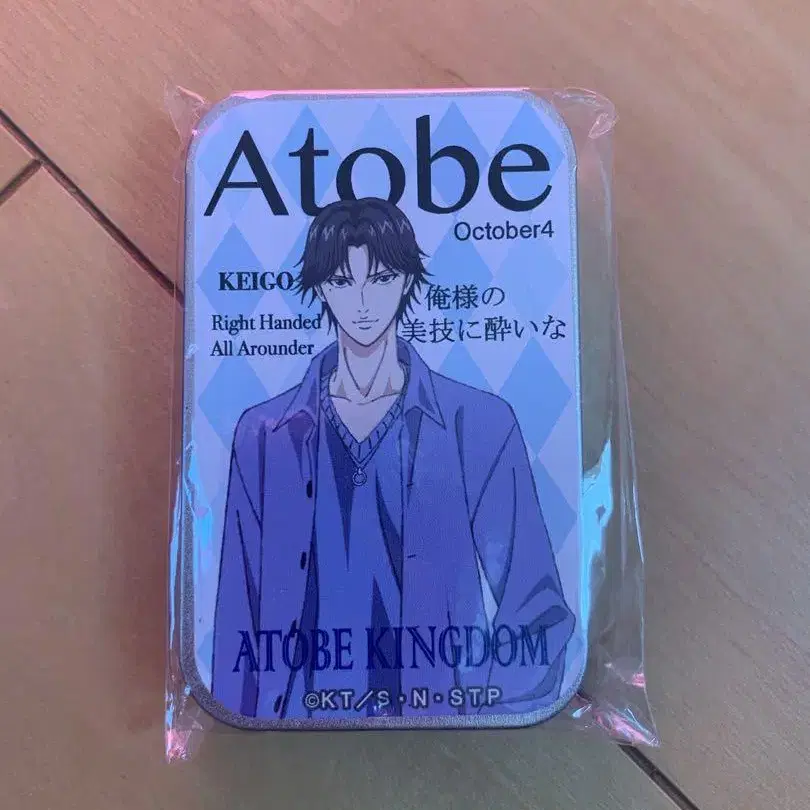 Atobe
October4
KEIGO
Right Handed
All Arounder
俺様の
美技に酔いな
ATOBE KINGDOM
©KT/S・N・STP